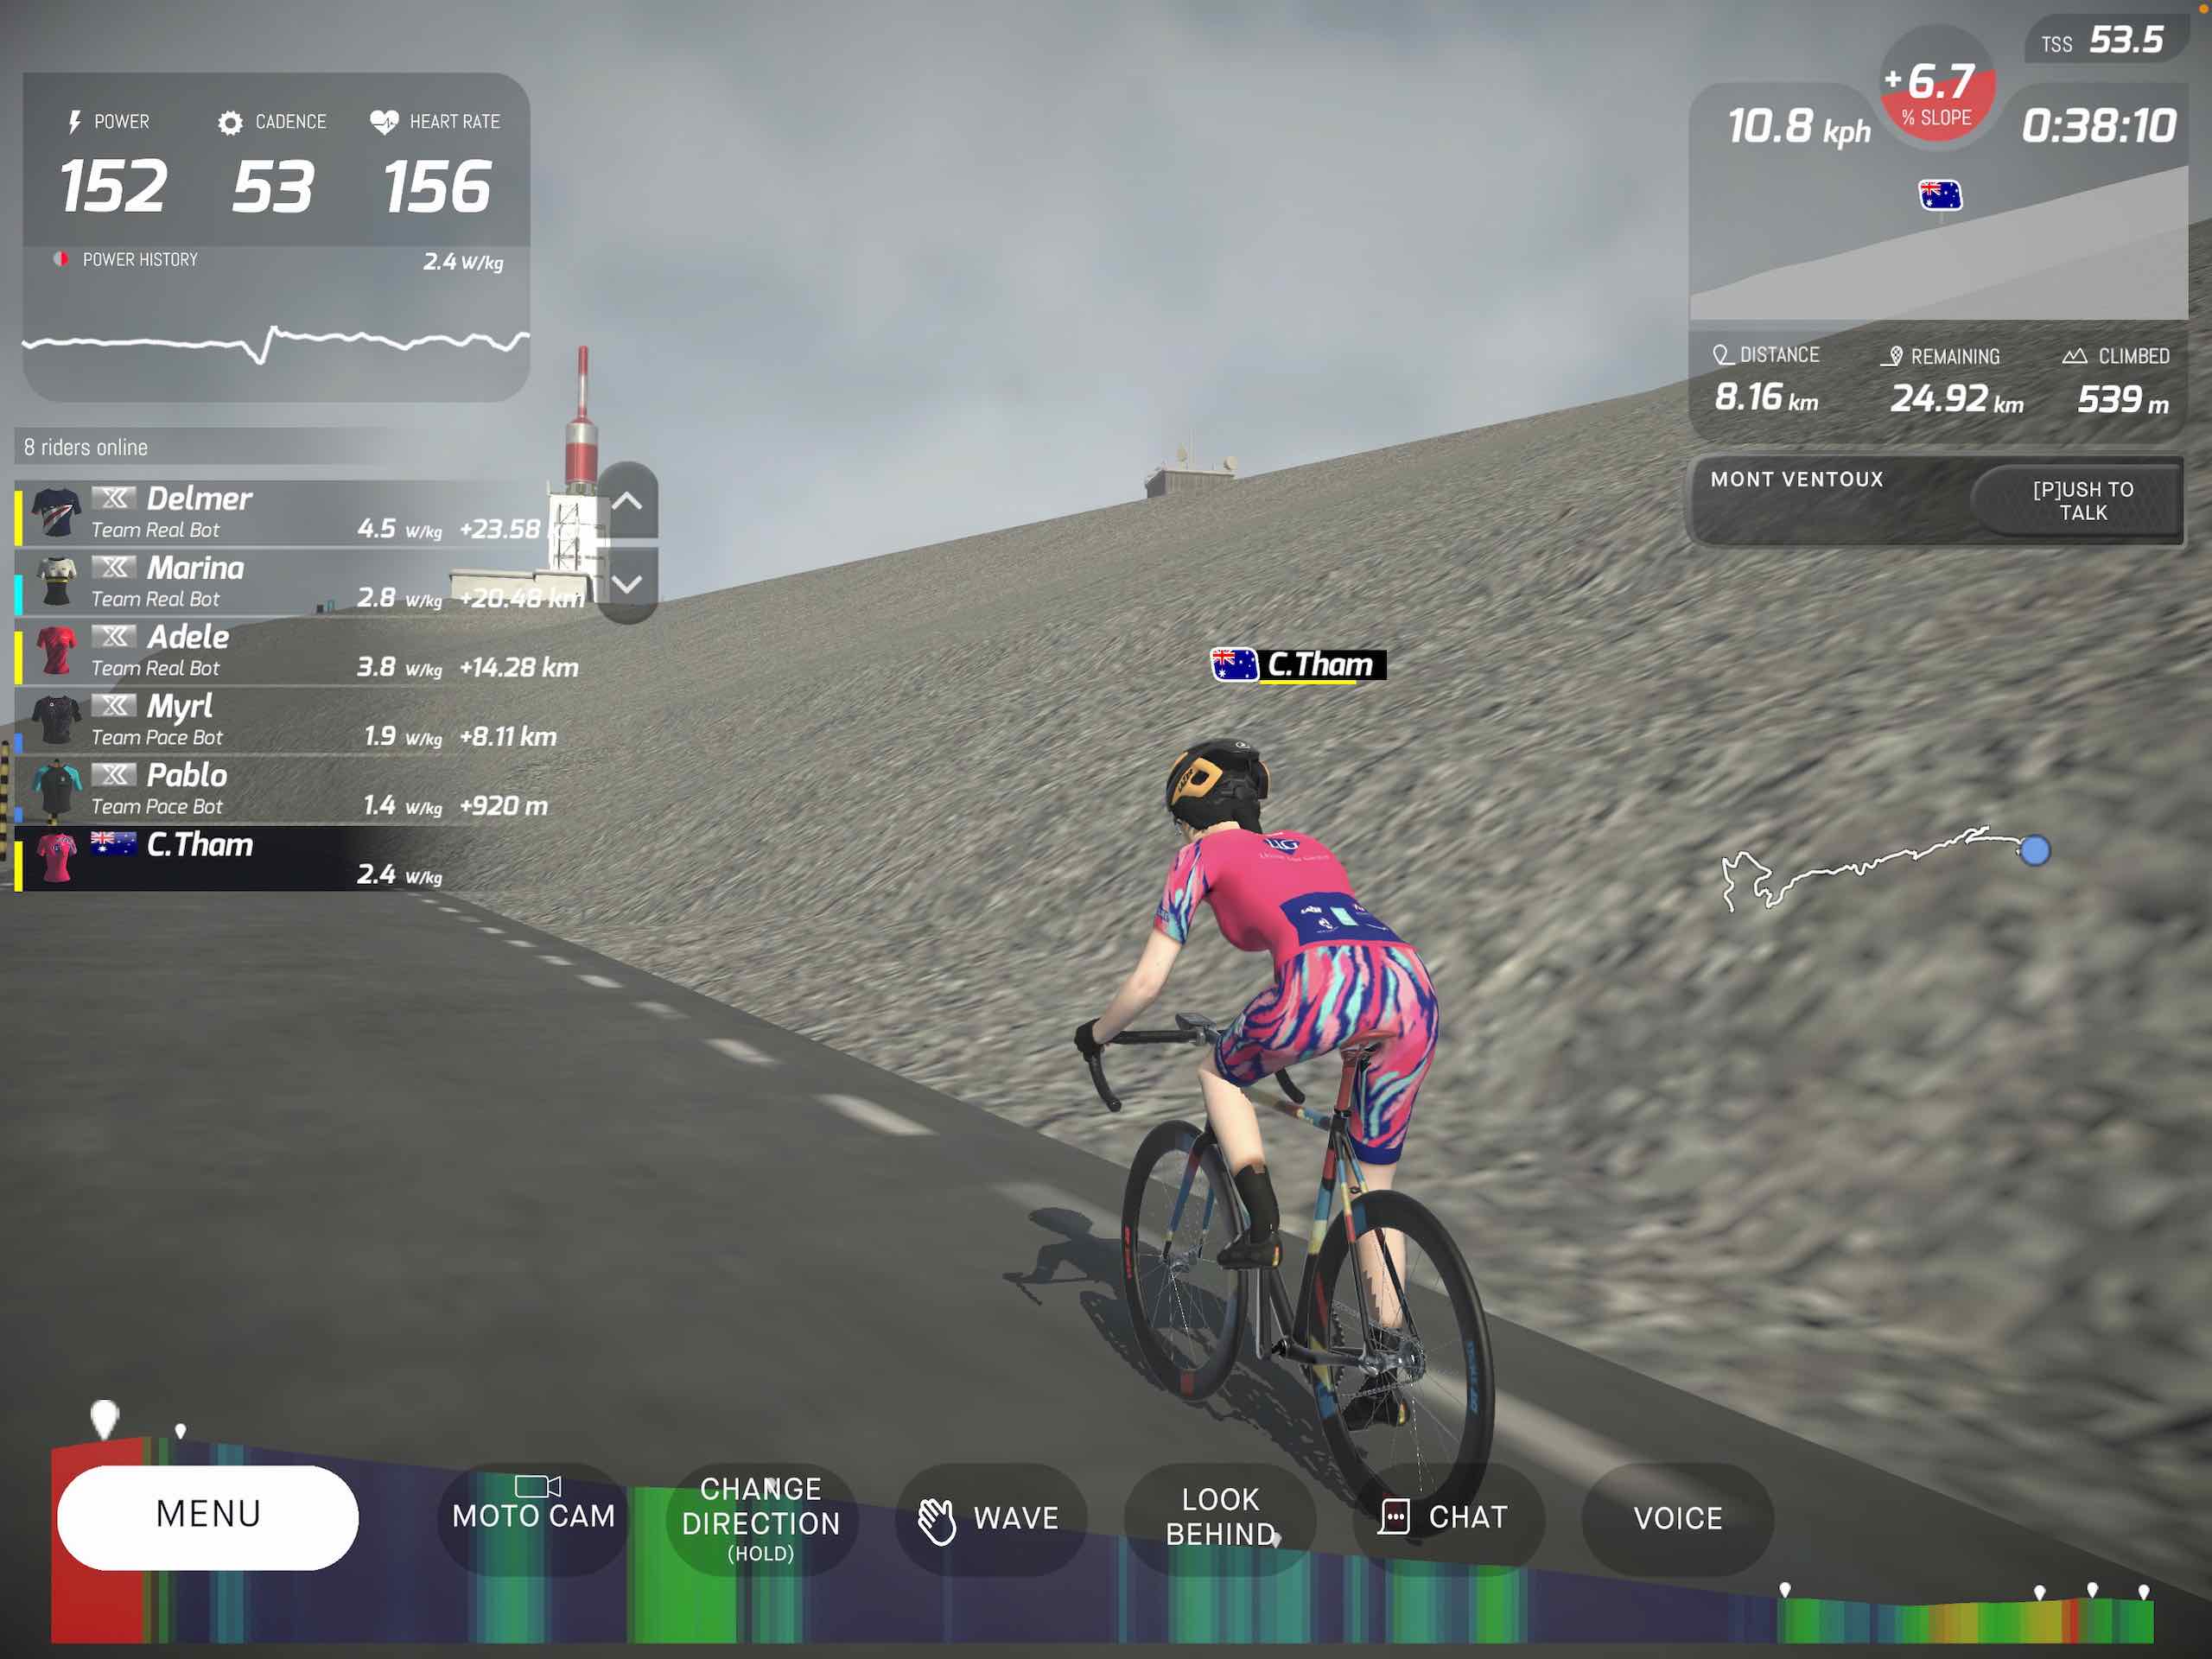 POWER CADENCE HEART RATE
152 53 156
POWER HISTORY 2.4 W/kg
8 riders online
Delmer
Team Real Bot 4.5 W/kg +23.58
Marina
Team Real Bot 2.8 W/kg +20.48 km
Adele
Team Real Bot 3.8 W/kg +14.28 km
Myrl
Team Pace Bot 1.9 W/kg +8.11 km
Pablo
Team Pace Bot 1.4 W/kg +920 m
C.Tham
2.4 W/kg
TSS 53.5
+6.7
% SLOPE
10.8 kph
0:38:10
DISTANCE REMAINING CLIMBED
8.16 km 24.92 km 539 m
MONT VENTOUX
[P]USH TO
TALK
C.Tham
MENU
MOTO CAM
CHANGE
DIRECTION
(HOLD)
WAVE
LOOK
BEHIND
CHAT
VOICE